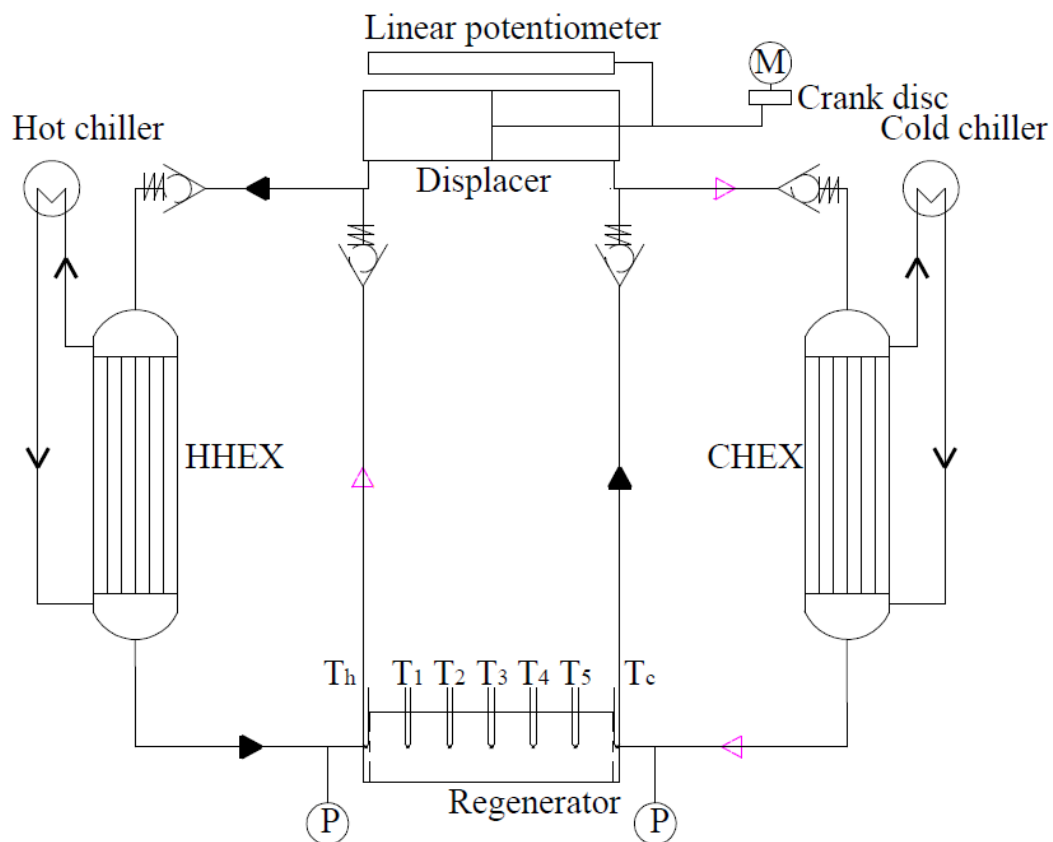 Linear potentiometer
M
Crank disc
Hot chiller
Cold chiller
Displacer
HHEX
CHEX
Th T1 T2 T3 T4 T5 Tc
Regenerator
P
P